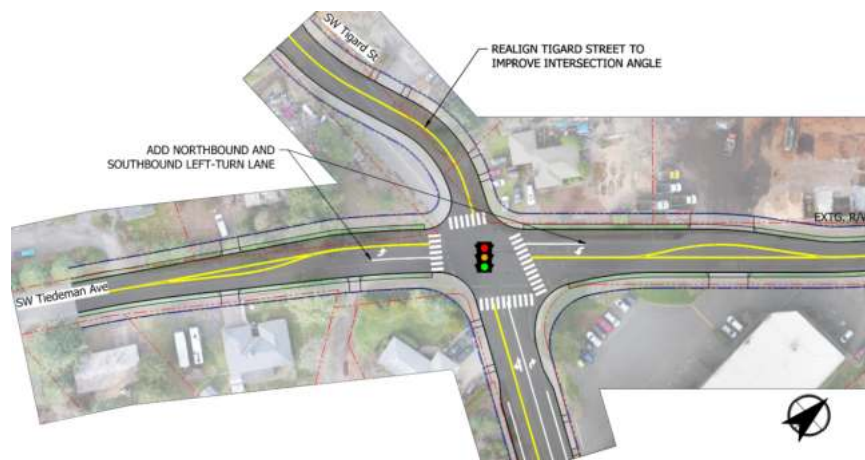 SW Tigard St
REALIGN TIGARD STREET TO
IMPROVE INTERSECTION ANGLE
ADD NORTHBOUND AND
SOUTHBOUND LEFT-TURN LANE
EXTG. R/W
SW Tiedeman Ave